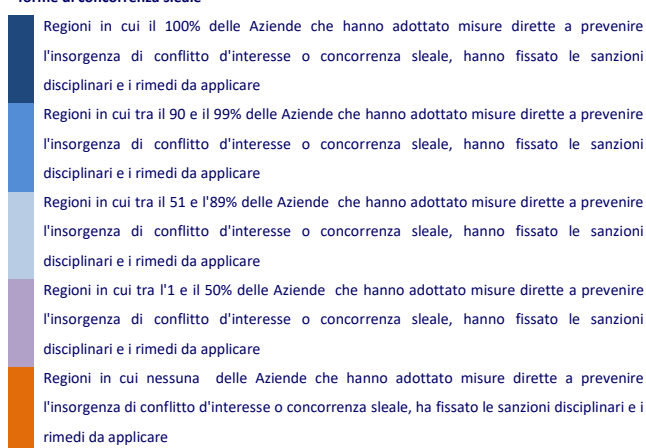 forme di concorrenza sleale
Regioni in cui il 100% delle Aziende che hanno adottato misure dirette a prevenire
l'insorgenza di conflitto d'interesse o concorrenza sleale, hanno fissato le sanzioni
disciplinari e i rimedi da applicare
Regioni in cui tra il 90 e il 99% delle Aziende che hanno adottato misure dirette a prevenire
l'insorgenza di conflitto d'interesse o concorrenza sleale, hanno fissato le sanzioni
disciplinari e i rimedi da applicare
Regioni in cui tra il 51 e l'89% delle Aziende che hanno adottato misure dirette a prevenire
l'insorgenza di conflitto d'interesse o concorrenza sleale, hanno fissato le sanzioni
disciplinari e i rimedi da applicare
Regioni in cui tra l'1 e il 50% delle Aziende che hanno adottato misure dirette a prevenire
l'insorgenza di conflitto d'interesse o concorrenza sleale, hanno fissato le sanzioni
disciplinari e i rimedi da applicare
Regioni in cui nessuna delle Aziende che hanno adottato misure dirette a prevenire
l'insorgenza di conflitto d'interesse o concorrenza sleale, ha fissato le sanzioni disciplinari e i
rimedi da applicare